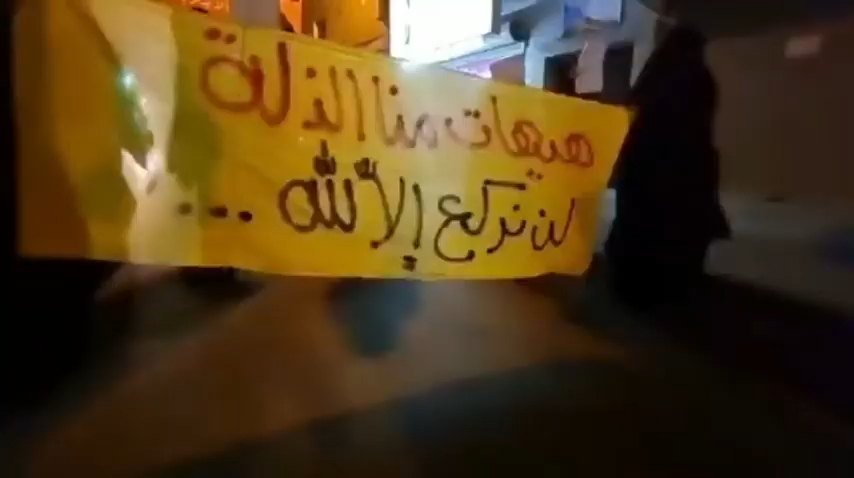 هيهات منا الذلة
لن نركع إلا لله ...